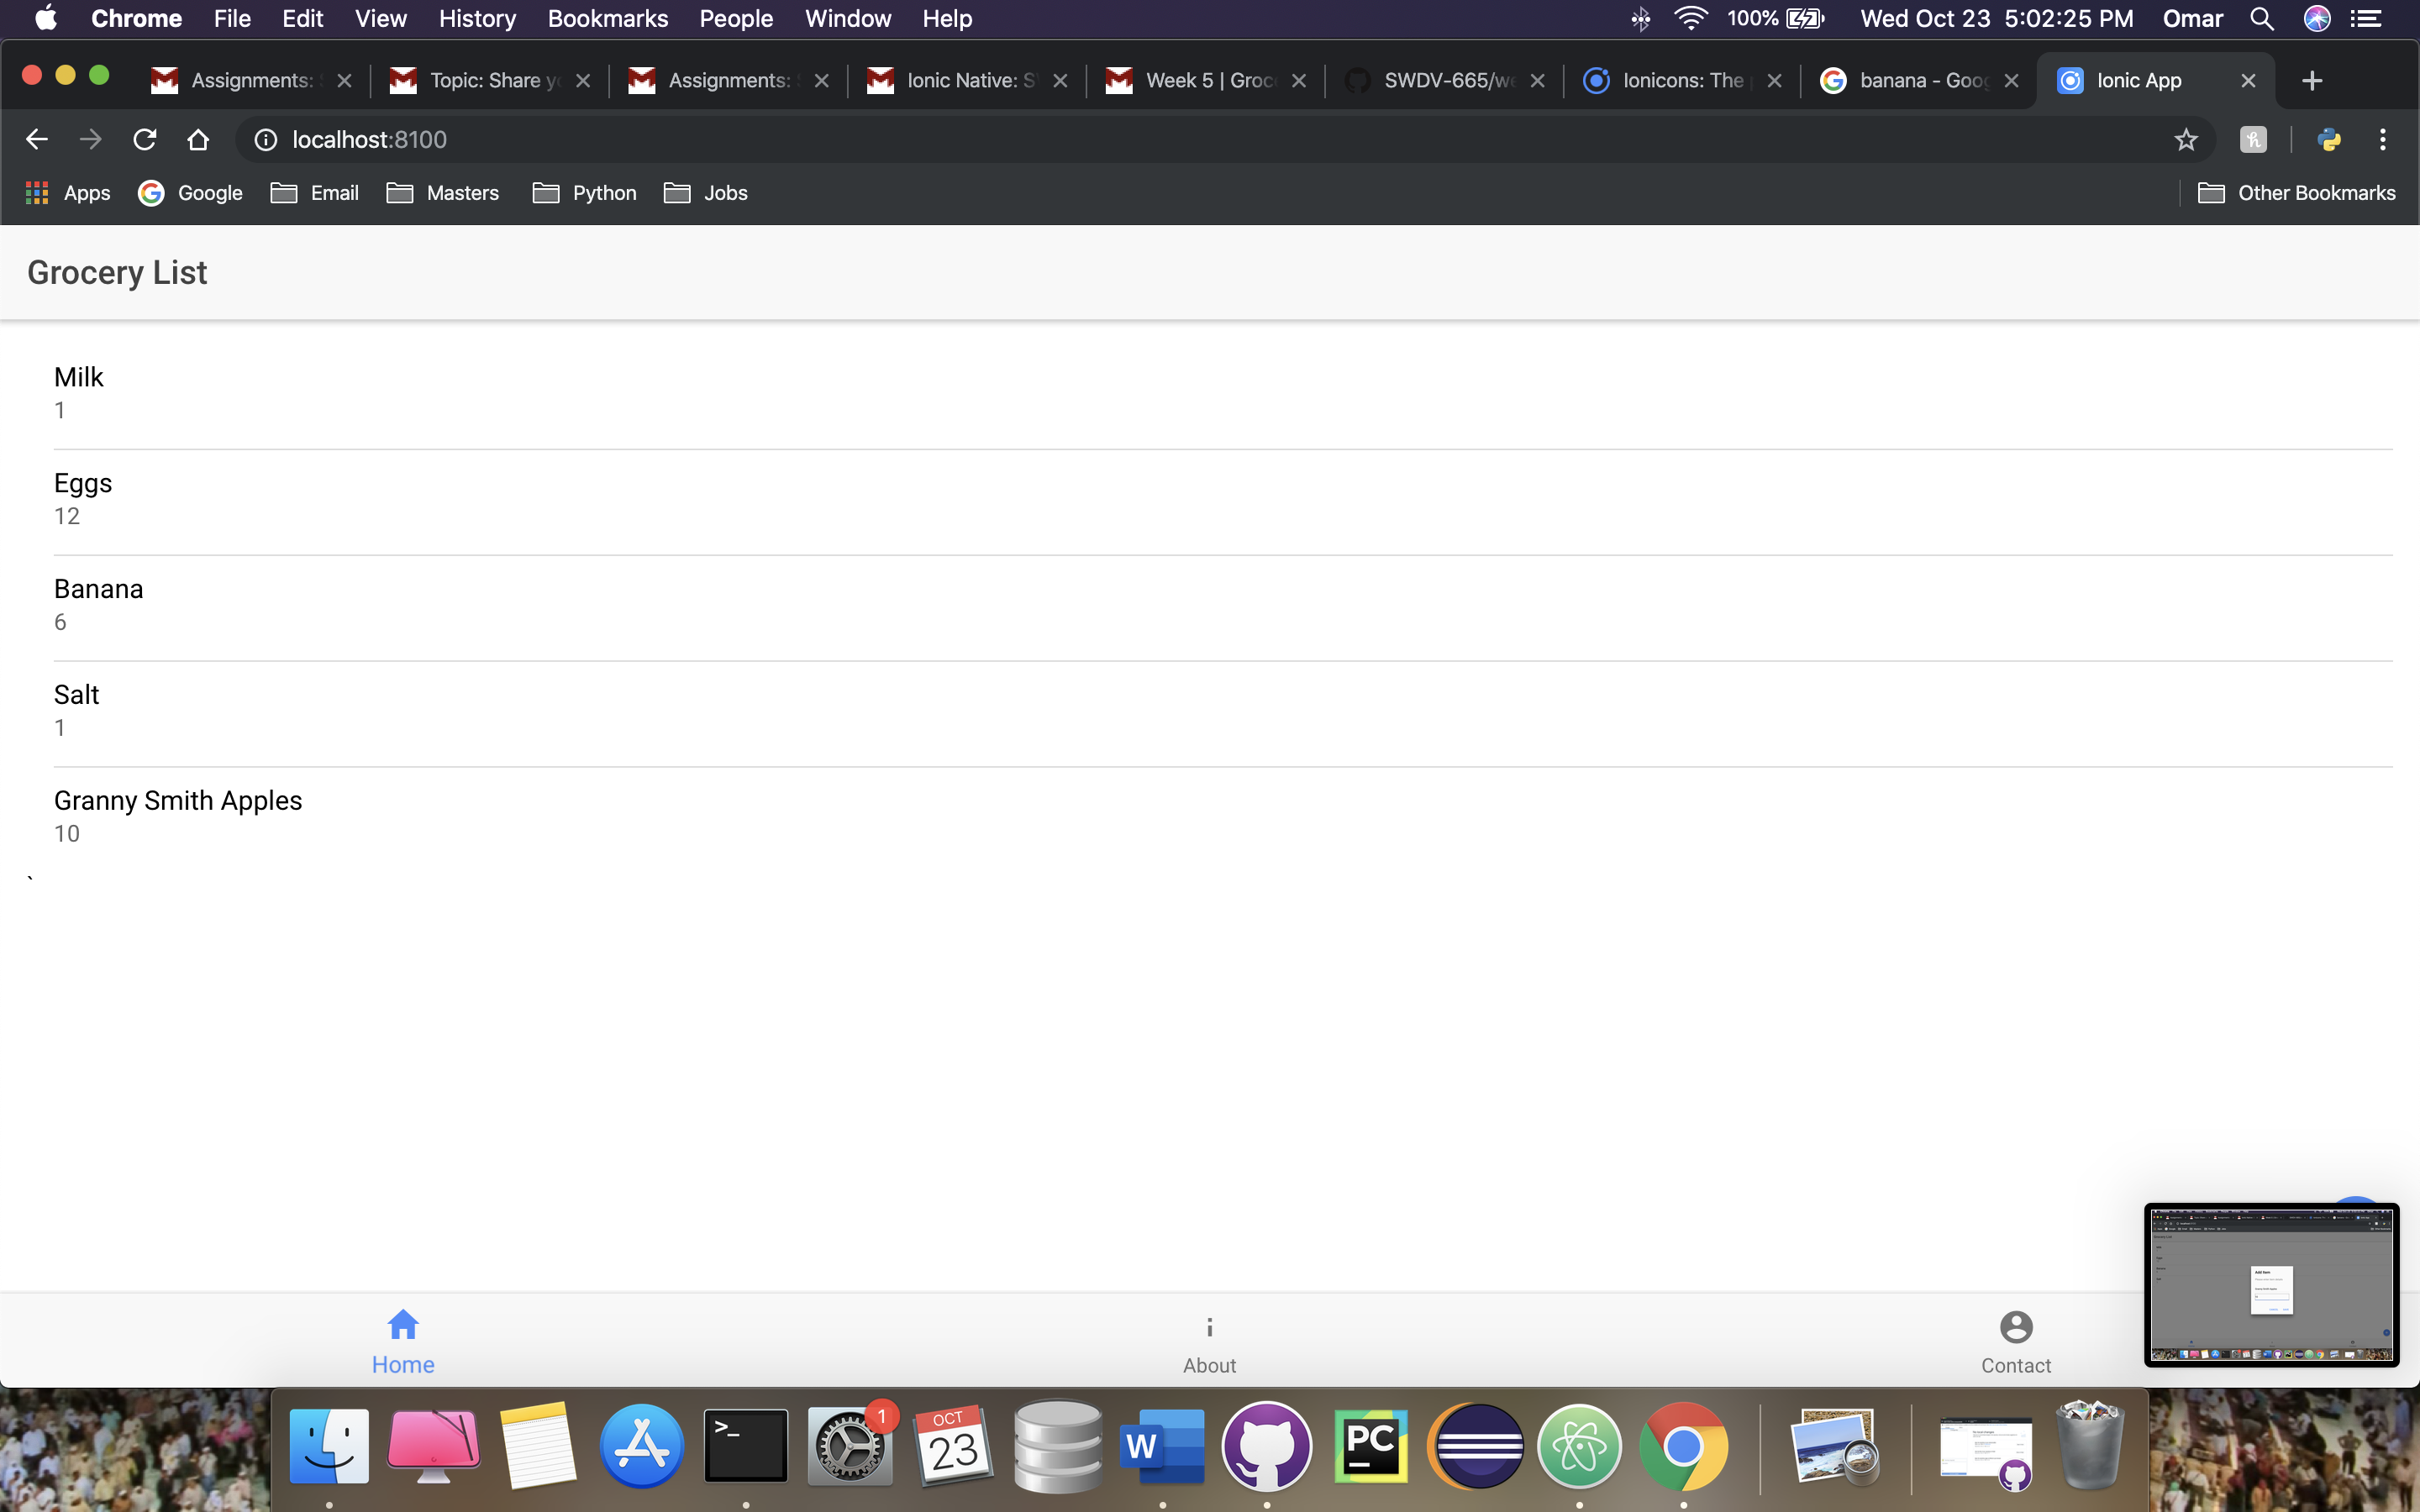 Chrome File Edit View History Bookmarks People Window Help 100% Wed Oct 23 5:02:25 PM Omar
Assignments: Topic: Share Assignments: Ionic Native: Week 5 | Groc SWDV-665/we Ionicons: The banana - Goog Ionic App
localhost:8100
Apps Google Email Masters Python Jobs Other Bookmarks
Grocery List
Milk
1
Eggs
12
Banana
6
Salt
1
Granny Smith Apples
10
`
Home About Contact
1
OCT
23
W
PC
>_